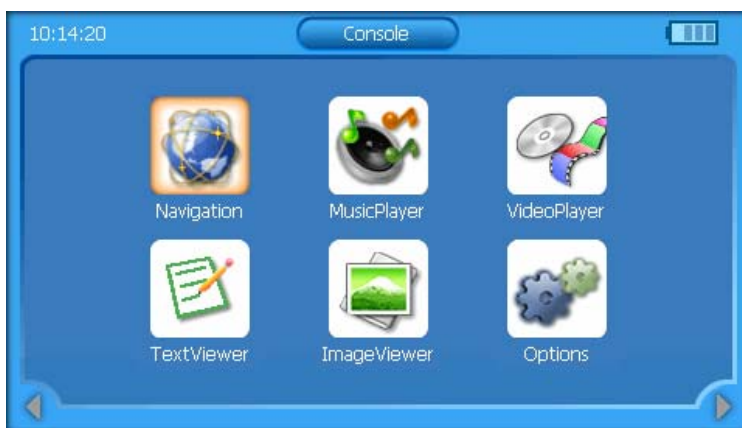 10:14:20
Console
Navigation
MusicPlayer
VideoPlayer
TextViewer
ImageViewer
Options